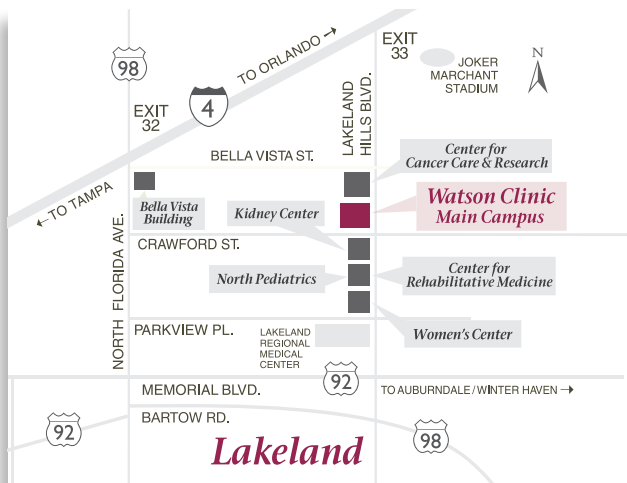 98
TO ORLANDO →
EXIT
33
JOKER
MARCHANT
STADIUM
N
EXIT
32
4
LAKELAND
HILLS BLVD.
BELLA VISTA ST.
Center for
Cancer Care & Research
←TO TAMPA
Bella Vista
Building
Kidney Center
Watson Clinic
Main Campus
NORTH FLORIDA AVE.
CRAWFORD ST.
North Pediatrics
Center for
Rehabilitative Medicine
PARKVIEW PL.
LAKELAND
REGIONAL
MEDICAL
CENTER
Women's Center
92
MEMORIAL BLVD.
TO AUBURNDALE/WINTER HAVEN →
BARTOW RD.
92
Lakeland
98